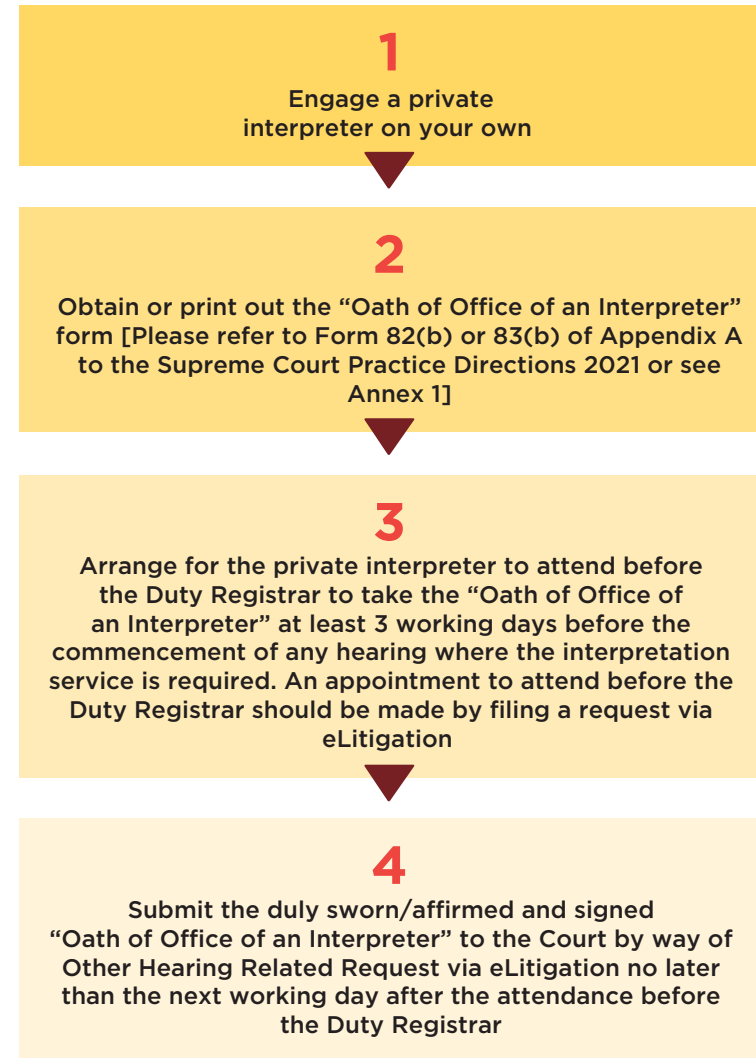 1
Engage a private
interpreter on your own
2
Obtain or print out the “Oath of Office of an Interpreter”
form [Please refer to Form 82(b) or 83(b) of Appendix A
to the Supreme Court Practice Directions 2021 or see
Annex 1]
3
Arrange for the private interpreter to attend before
the Duty Registrar to take the “Oath of Office of
an Interpreter” at least 3 working days before the
commencement of any hearing where the interpretation
service is required. An appointment to attend before the
Duty Registrar should be made by filing a request via
eLitigation
4
Submit the duly sworn/affirmed and signed
“Oath of Office of an Interpreter” to the Court by way of
Other Hearing Related Request via eLitigation no later
than the next working day after the attendance before
the Duty Registrar